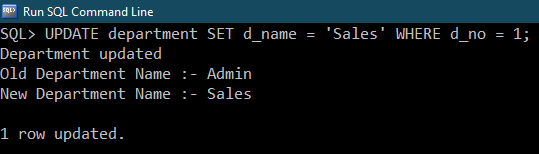 Run SQL Command Line
SQL> UPDATE department SET d_name = 'Sales' WHERE d_no = 1;
Department updated
Old Department Name :- Admin
New Department Name :- Sales
1 row updated.